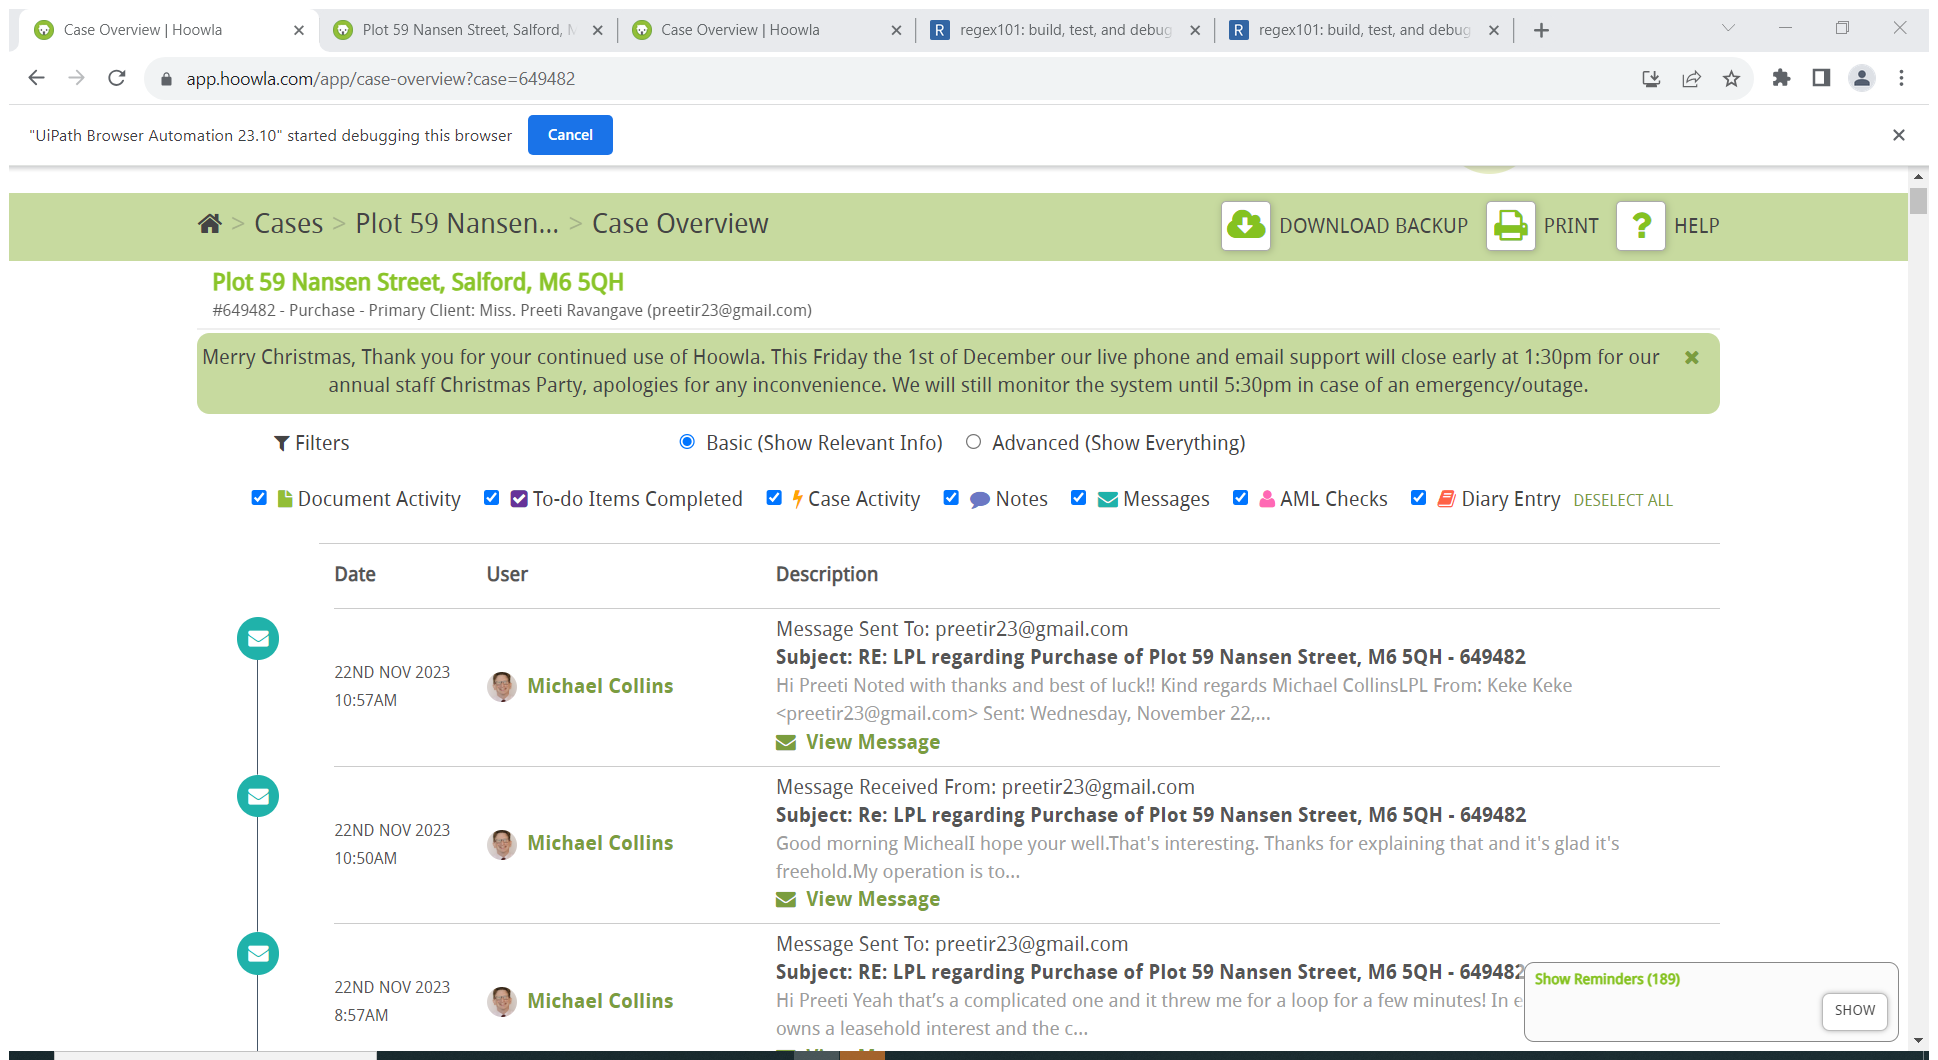 Case Overview | Hoowla
Plot 59 Nansen Street, Salford,
Case Overview | Hoowla
regex101: build, test, and debug
regex101: build, test, and debug
app.hoowla.com/app/case-overview?case=649482
"UiPath Browser Automation 23.10" started debugging this browser
Cancel
> Cases > Plot 59 Nansen... > Case Overview
DOWNLOAD BACKUP
PRINT
? HELP
Plot 59 Nansen Street, Salford, M6 5QH
#649482 - Purchase - Primary Client: Miss. Preeti Ravangave (preetir23@gmail.com)
Merry Christmas, Thank you for your continued use of Hoowla. This Friday the 1st of December our live phone and email support will close early at 1:30pm for our
annual staff Christmas Party, apologies for any inconvenience. We will still monitor the system until 5:30pm in case of an emergency/outage.
Filters
Basic (Show Relevant Info)
Advanced (Show Everything)
Document Activity
To-do Items Completed
Case Activity
Notes
Messages
AML Checks
Diary Entry
DESELECT ALL
Date
User
Description
22ND NOV 2023
10:57AM
Michael Collins
Message Sent To: preetir23@gmail.com
Subject: RE: LPL regarding Purchase of Plot 59 Nansen Street, M6 5QH - 649482
Hi Preeti Noted with thanks and best of luck!! Kind regards Michael CollinsLPL From: Keke Keke
<preetir23@gmail.com> Sent: Wednesday, November 22,...
View Message
22ND NOV 2023
10:50AM
Michael Collins
Message Received From: preetir23@gmail.com
Subject: Re: LPL regarding Purchase of Plot 59 Nansen Street, M6 5QH - 649482
Good morning MichealI hope your well.That's interesting. Thanks for explaining that and it's glad it's
freehold.My operation is to...
View Message
22ND NOV 2023
8:57AM
Michael Collins
Message Sent To: preetir23@gmail.com
Subject: RE: LPL regarding Purchase of Plot 59 Nansen Street, M6 5QH - 649482
Hi Preeti Yeah that’s a complicated one and it threw me for a loop for a few minutes! In
owns a leasehold interest and the c...
Show Reminders (189)
SHOW